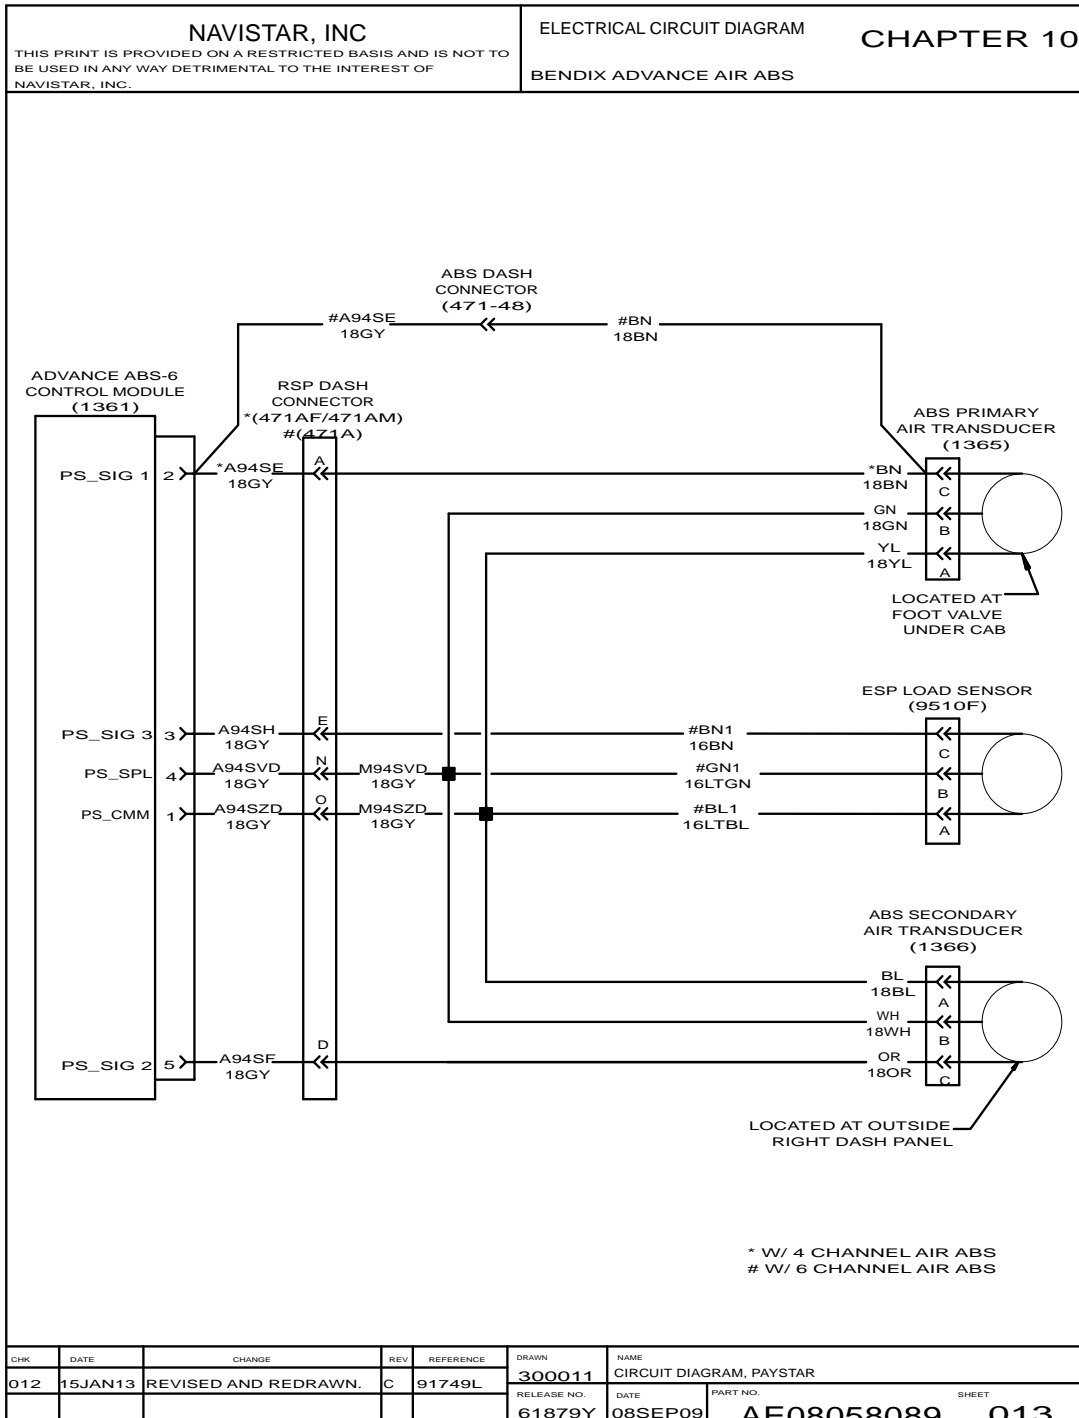 NAVISTAR, INC
THIS PRINT IS PROVIDED ON A RESTRICTED BASIS AND IS NOT TO
BE USED IN ANY WAY DETRIMENTAL TO THE INTEREST OF
NAVISTAR, INC.
ELECTRICAL CIRCUIT DIAGRAM
BENDIX ADVANCE AIR ABS
CHAPTER 10
ABS DASH
CONNECTOR
(471-48)
#A94SE
18GY
#BN
18BN
ADVANCE ABS-6
CONTROL MODULE
(1361)
RSP DASH
CONNECTOR
*(471AF/471AM)
#(471A)
ABS PRIMARY
AIR TRANSDUCER
(1365)
PS_SIG 1
2
*A94SE
18GY
A
*BN
18BN
C
GN
18GN
B
YL
18YL
A
LOCATED AT
FOOT VALVE
UNDER CAB
ESP LOAD SENSOR
(9510F)
PS_SIG 3
3
A94SH
18GY
E
#BN1
16BN
C
PS_SPL
4
A94SVD
18GY
N
M94SVD
18GY
#GN1
16LTGN
B
PS_CMM
1
A94SZD
18GY
O
M94SZD
18GY
#BL1
16LTBL
A
ABS SECONDARY
AIR TRANSDUCER
(1366)
BL
18BL
A
WH
18WH
B
PS_SIG 2
5
A94SF
18GY
D
OR
18OR
C
LOCATED AT OUTSIDE
RIGHT DASH PANEL
* W/ 4 CHANNEL AIR ABS
# W/ 6 CHANNEL AIR ABS
CHK DATE CHANGE REV REFERENCE
012 15JAN13 REVISED AND REDRAWN. C 91749L
DRAWN
300011
NAME
CIRCUIT DIAGRAM, PAYSTAR
RELEASE NO.
61879Y
DATE
08SEP09
PART NO.
AE08058089
SHEET
013